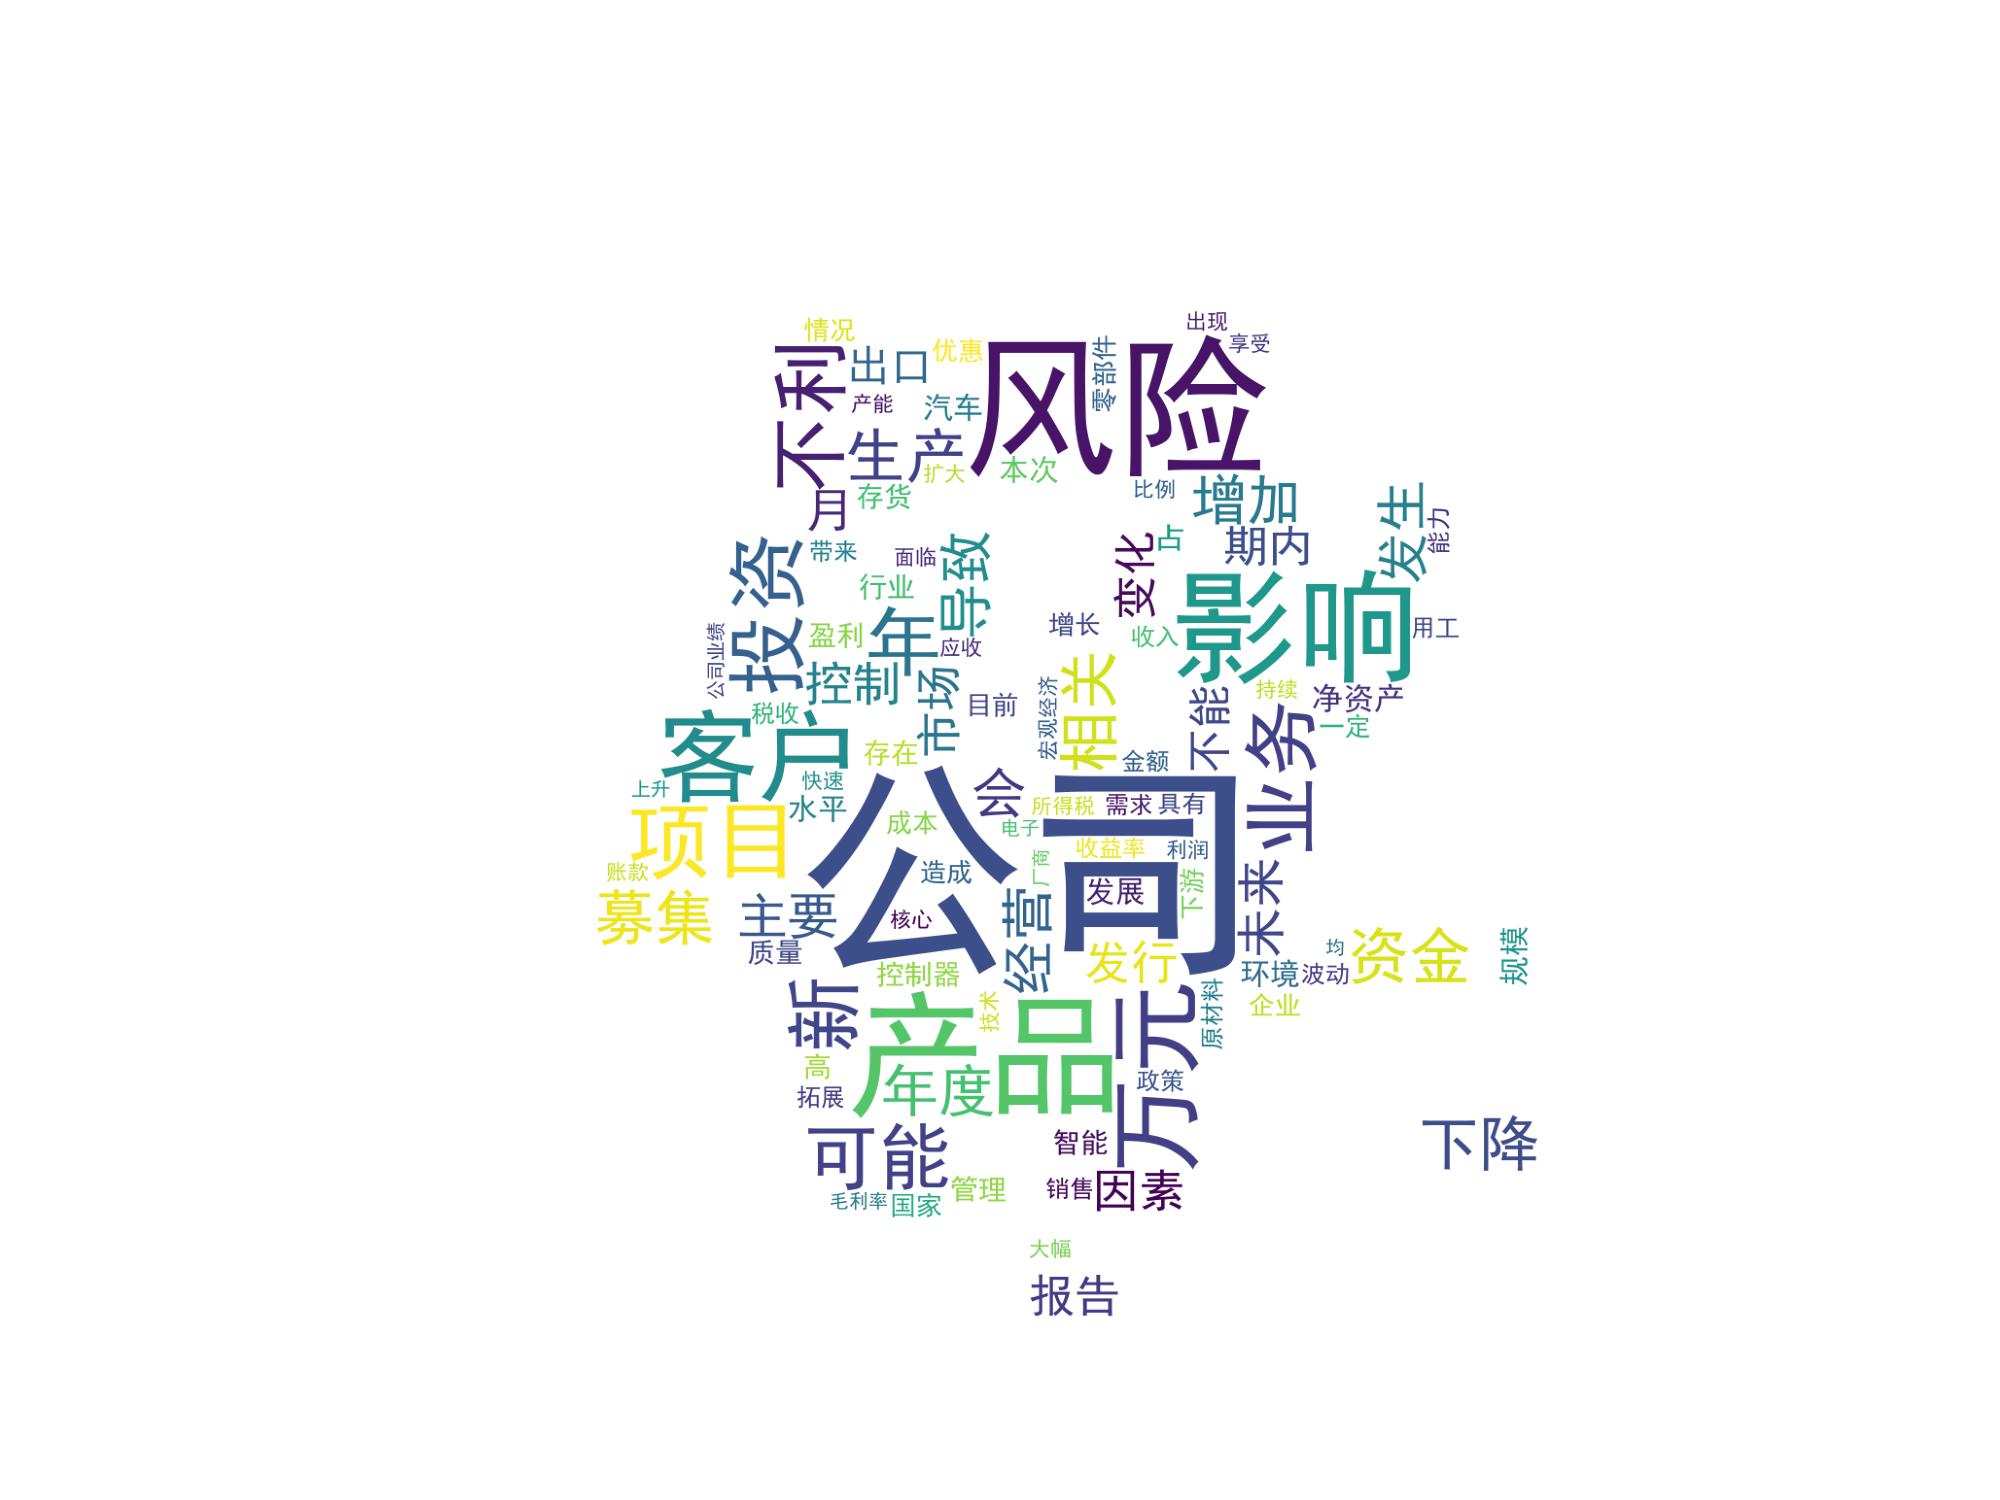 情况
出现
享受
不利
出口
优惠
风险
零部件
产能
汽车
生产
扩大
本次
月
存货
比例
增加
发生
能力
带来
面临
导致
变化
占
期内
投资
行业
影响
公司业绩
盈利
年
应收
增长
收入
用工
控制
市场
目前
宏观经济
相关
不能
持续
净资产
一定
税收
客户
存在
金额
业务
上升
快速
水平
会
所得税
需求
具有
项目
成本
电子
公司
收益率
利润
账款
造成
厂商
发展
下游
未来
募集
主要
核心
经营
质量
控制器
发行
环境
波动
均
资金
规模
新
技术
万元
原材料
企业
产品
高
年度
政策
拓展
可能
智能
下降
毛利率
国家
管理
销售
因素
大幅
报告